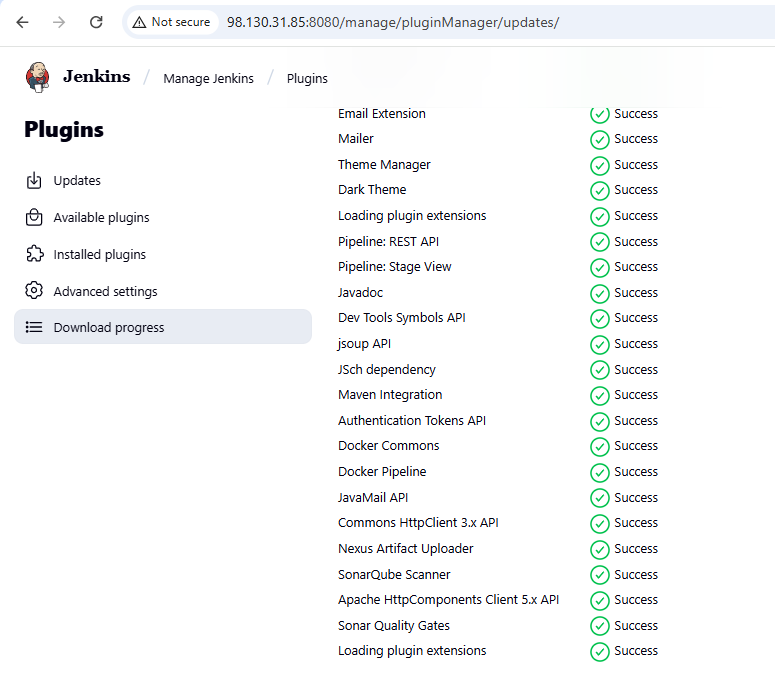 Not secure 98.130.31.85:8080/manage/pluginManager/updates/
Jenkins / Manage Jenkins / Plugins
Plugins
Updates
Available plugins
Installed plugins
Advanced settings
Download progress
Email Extension Success
Mailer Success
Theme Manager Success
Dark Theme Success
Loading plugin extensions Success
Pipeline: REST API Success
Pipeline: Stage View Success
Javadoc Success
Dev Tools Symbols API Success
jsoup API Success
JSch dependency Success
Maven Integration Success
Authentication Tokens API Success
Docker Commons Success
Docker Pipeline Success
JavaMail API Success
Commons HttpClient 3.x API Success
Nexus Artifact Uploader Success
SonarQube Scanner Success
Apache HttpComponents Client 5.x API Success
Sonar Quality Gates Success
Loading plugin extensions Success